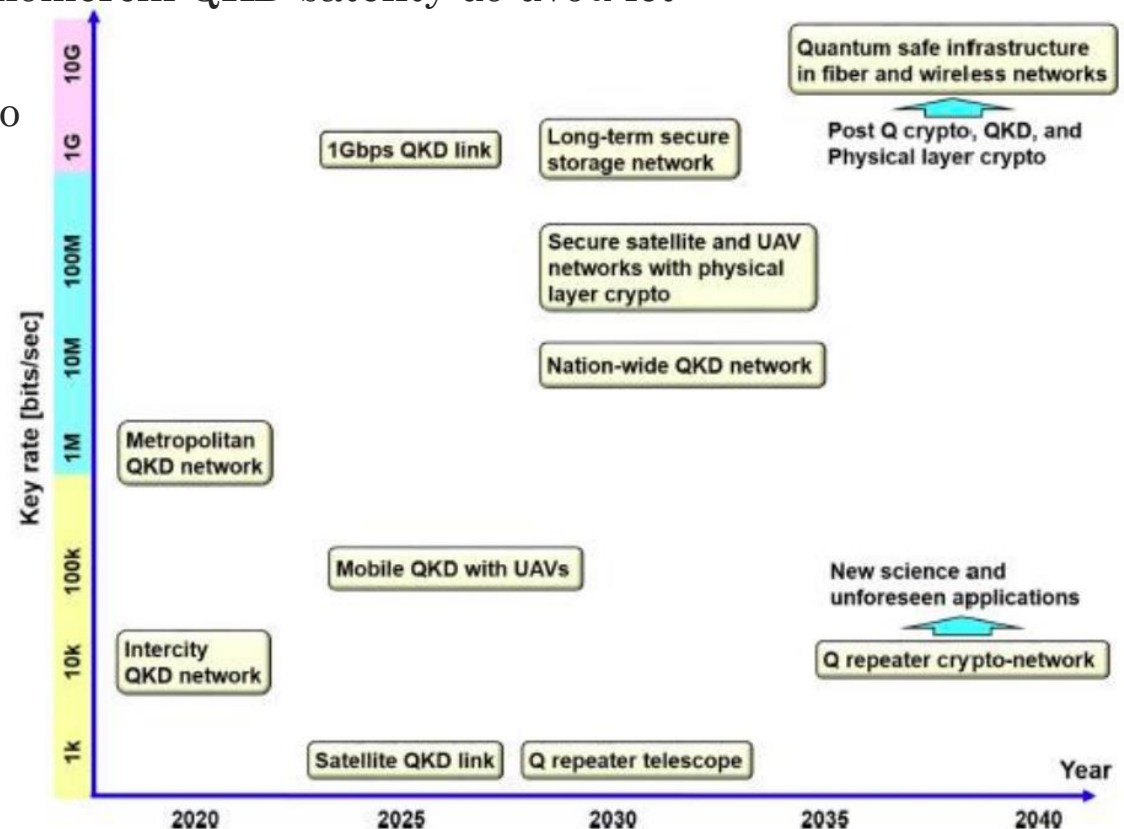 QKD
o
10G
1G
100M
10M
1M
100k
10k
1k
Key rate [bits/sec]
Quantum safe infrastructure
in fiber and wireless networks
Post Q crypto, QKD, and
Physical layer crypto
1Gbps QKD link
Long-term secure
storage network
Secure satellite and UAV
networks with physical
layer crypto
Nation-wide QKD network
Metropolitan
QKD network
Mobile QKD with UAVs
New science and
unforeseen applications
Intercity
QKD network
Q repeater crypto-network
Satellite QKD link
Q repeater telescope
Year
2020
2025
2030
2035
2040